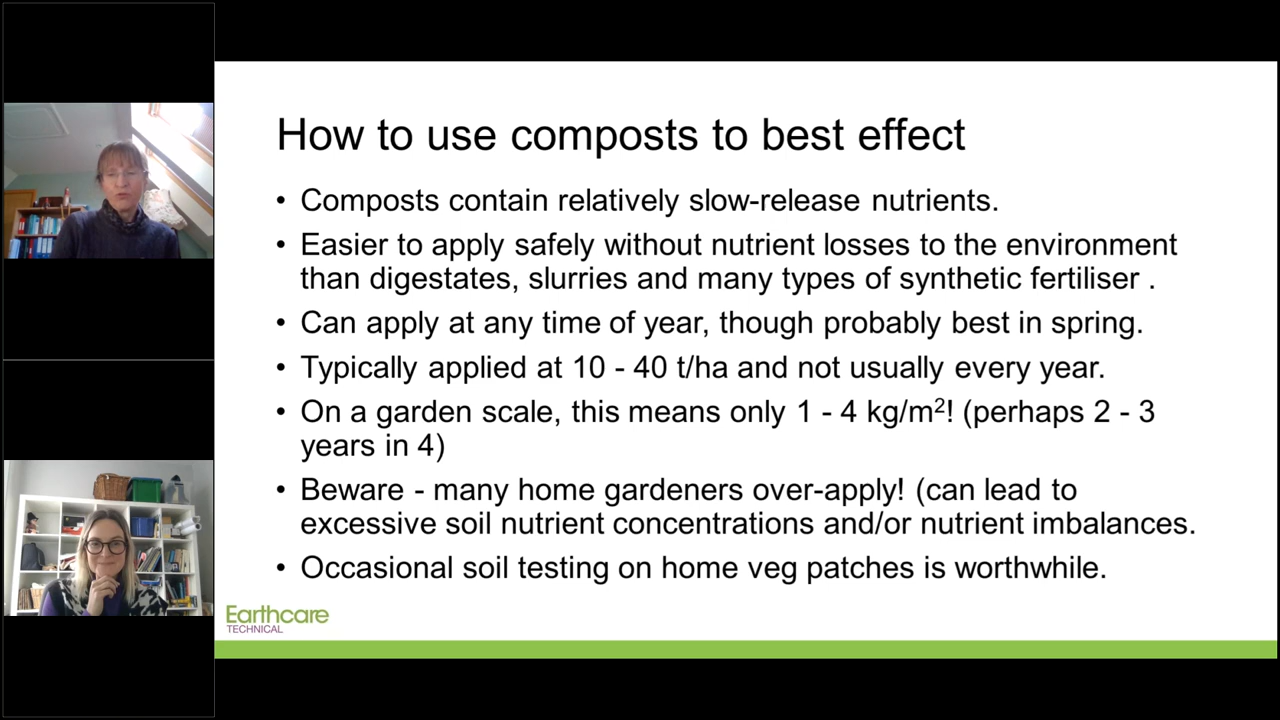 How to use composts to best effect
• Composts contain relatively slow-release nutrients.
• Easier to apply safely without nutrient losses to the environment
than digestates, slurries and many types of synthetic fertiliser .
• Can apply at any time of year, though probably best in spring.
• Typically applied at 10 - 40 t/ha and not usually every year.
• On a garden scale, this means only 1 - 4 kg/m²! (perhaps 2 - 3
years in 4)
• Beware - many home gardeners over-apply! (can lead to
excessive soil nutrient concentrations and/or nutrient imbalances.
• Occasional soil testing on home veg patches is worthwhile.
Earthcare
TECHNICAL